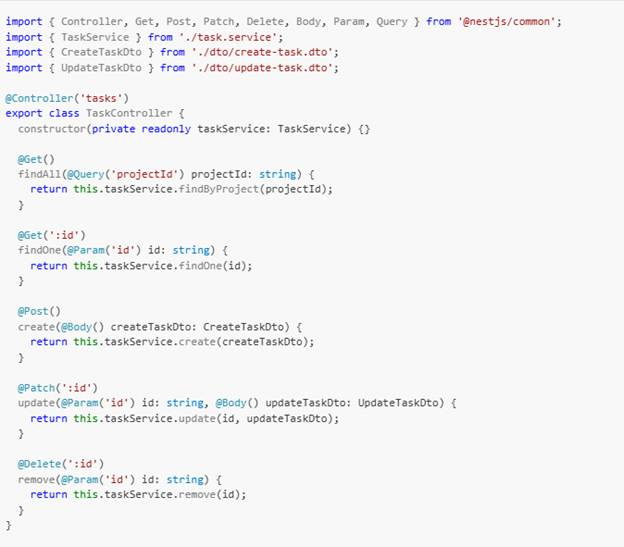 import { Controller, Get, Post, Patch, Delete, Body, Param, Query } from '@nestjs/common';
import { TaskService } from './task.service';
import { CreateTaskDto } from './dto/create-task.dto';
import { UpdateTaskDto } from './dto/update-task.dto';

@Controller('tasks')
export class TaskController {
  constructor(private readonly taskService: TaskService) {}

  @Get()
  findAll(@Query('projectId') projectId: string) {
    return this.taskService.findByProject(projectId);
  }

  @Get(':id')
  findOne(@Param('id') id: string) {
    return this.taskService.findOne(id);
  }

  @Post()
  create(@Body() createTaskDto: CreateTaskDto) {
    return this.taskService.create(createTaskDto);
  }

  @Patch(':id')
  update(@Param('id') id: string, @Body() updateTaskDto: UpdateTaskDto) {
    return this.taskService.update(id, updateTaskDto);
  }

  @Delete(':id')
  remove(@Param('id') id: string) {
    return this.taskService.remove(id);
  }
}